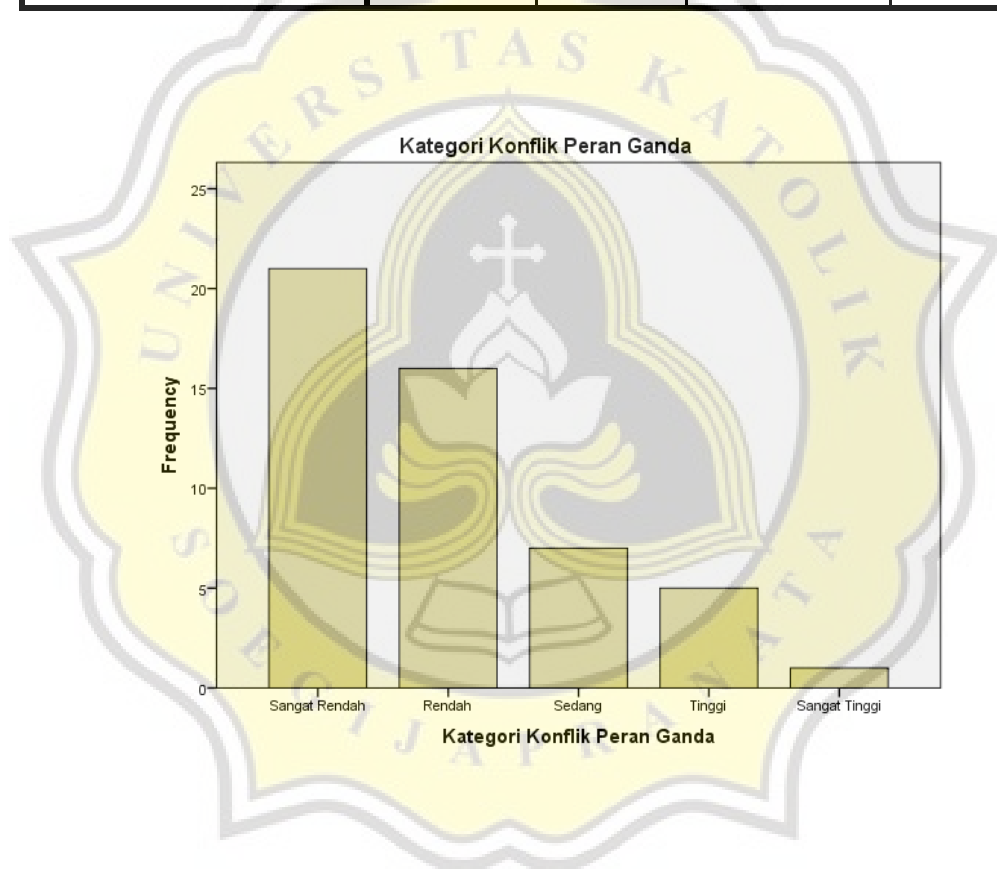 UNIVERSITAS KATOLIK
Kategori Konflik Peran Ganda
Frequency
25
20
15
10
5
0
Sangat Rendah Rendah Sedang Tinggi Sangat Tinggi
Kategori Konflik Peran Ganda
SOEGIJAPRANATA